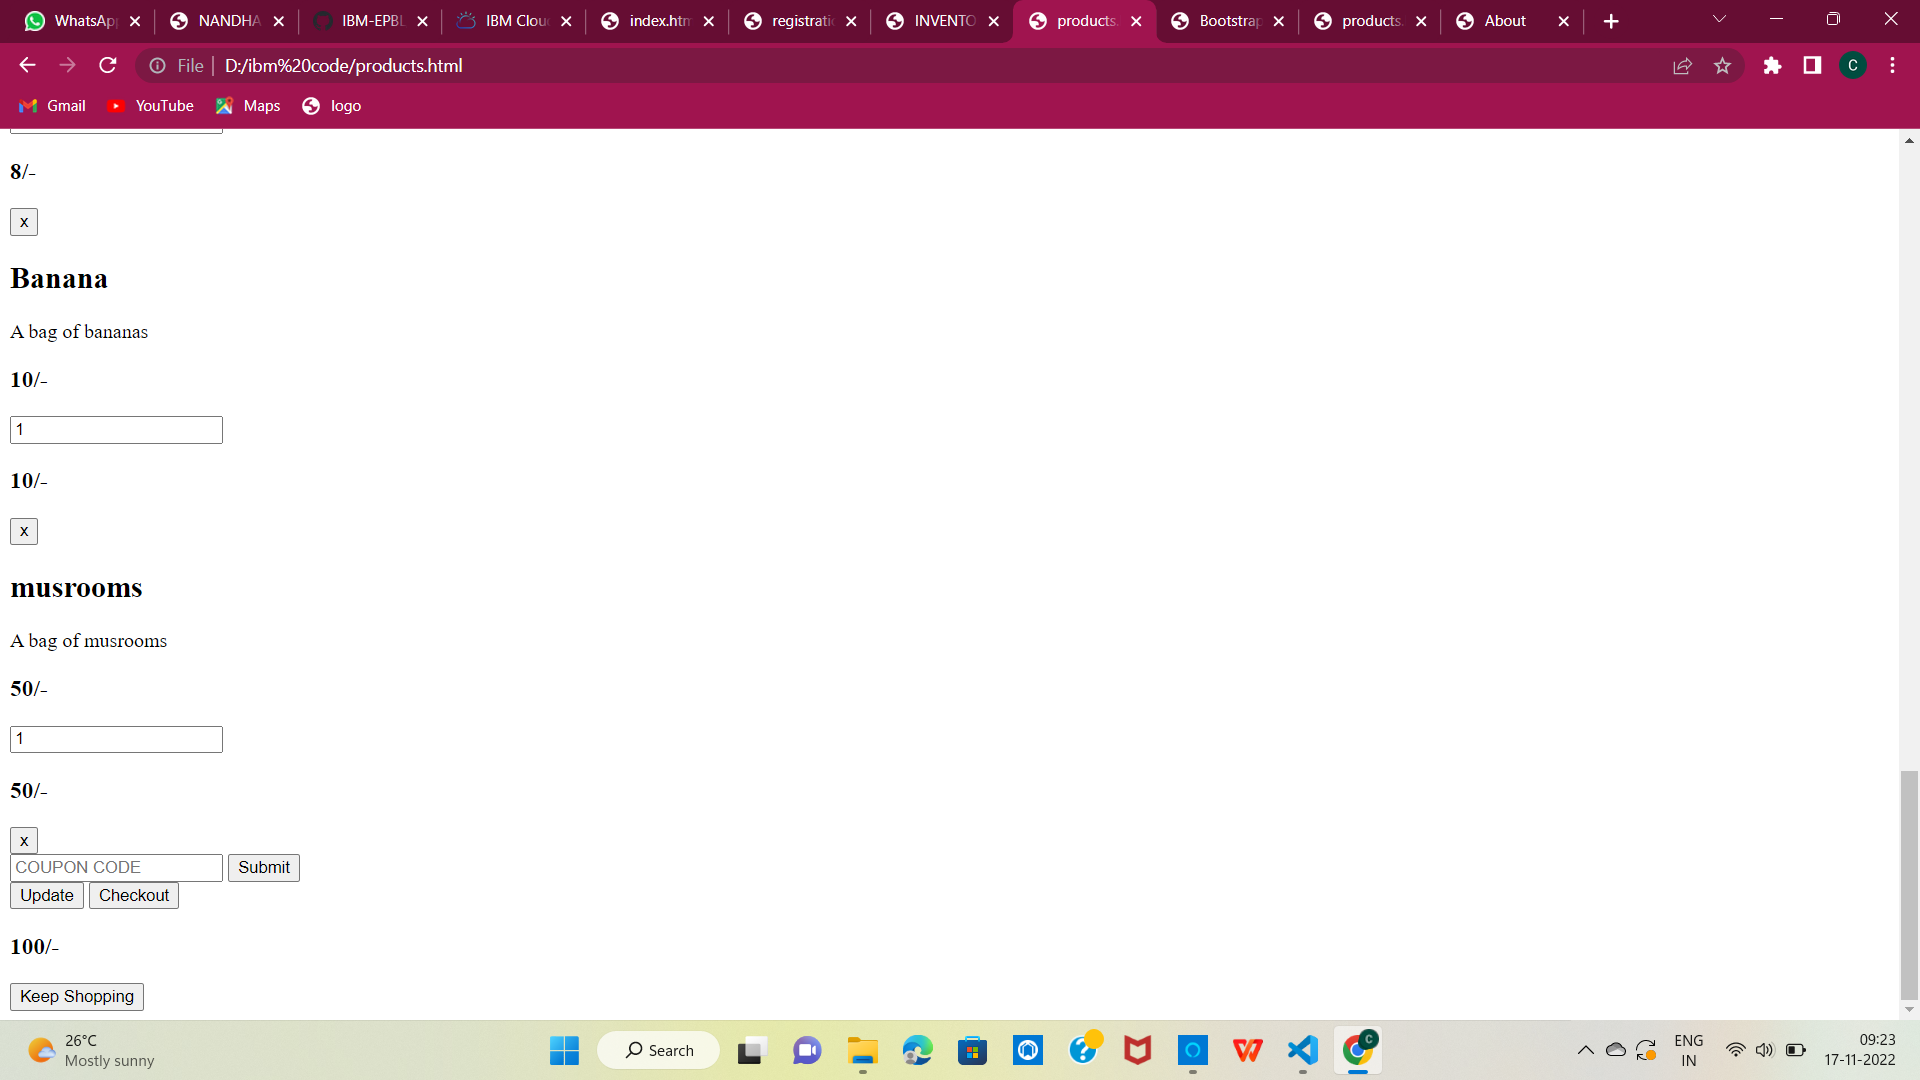 WhatsApp NANDHA IBM-EPBL IBM Clou index.htm registratio INVENTO products. Bootstrap products. About
File D:/ibm%20code/products.html C
Gmail YouTube Maps logo
8/-
x
Banana
A bag of bananas
10/-
1
10/-
x
musrooms
A bag of musrooms
50/-
1
50/-
x
COUPON CODE Submit
Update Checkout
100/-
Keep Shopping
26°C
Mostly sunny
Search
C
ENG
IN
09:23
17-11-2022